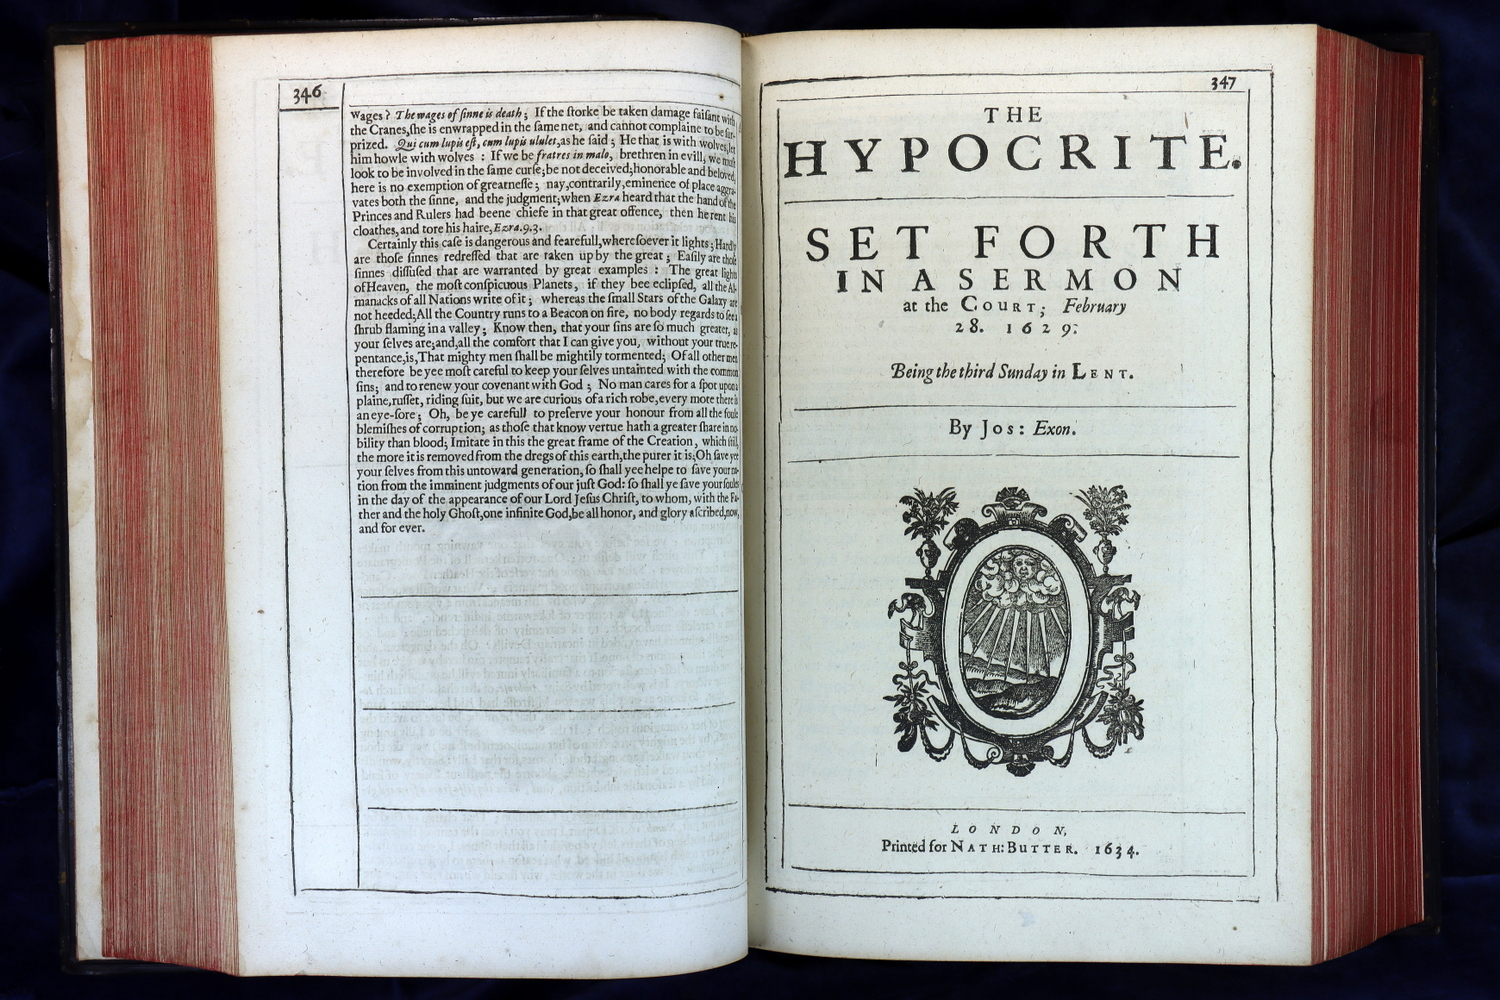 346
wages? The wages of sinne is death; If the storke be taken damage faisant with
the Cranes, she is enwrapped in the same net, and cannot complaine to be sur-
prized. Qui cum lupis est, cum lupis ululet, as he said; He that is with wolves, let
him howle with wolves : If we be fratres in malo, brethren in evill; we must
look to be involved in the same curse; be not deceived; honorable and beloved,
here is no exemption of greatnesse; nay, contrarily, eminence of place aggra-
vates both the sinne, and the judgment; when Ezra heard that the hand of the
Princes and Rulers had beene chiefe in that great offence, then he rent his
cloathes, and tore his haire, Ezra.9.3.
Certainly this case is dangerous and fearefull, wheresoever it lights; Hardly
are those sinnes redressed that are taken up by the great; Easily are those
sinnes diffused that are warranted by great examples : The great lights
of Heaven, the most conspicuous Planets, if they bee eclipsed, all the Al-
manacks of all Nations write of it; whereas the small Stars of the Galaxy are
not heeded; All the Country runs to a Beacon on fire, no body regards to see a
shrub flaming in a valley; Know then, that your sins are so much greater, as
your selves are; and, all the comfort that I can give you, without your true re-
pentance, is, That mighty men shall be mightily tormented; Of all other men
therefore be yee most careful to keep your selves untainted with the common
sins; and to renew your covenant with God ; No man cares for a spot upon a
plaine, russet, riding suit, but we are curious of a rich robe, every mote there is
an eye-sore; Oh, be ye carefull to preserve your honour from all the foule
blemishes of corruption; as those that know vertue hath a greater share in no-
bility than blood; Imitate in this the great frame of the Creation, which still,
the more it is removed from the dregs of this earth, the purer it is; Oh save yee
your selves from this untoward generation, so shall yee helpe to save your na-
tion from the imminent judgments of our just God: so shall ye save your soules
in the day of the appearance of our Lord Jesus Christ, to whom, with the Fa-
ther and the holy Ghost, one infinite God, be all honor, and glory ascribed, now,
and for ever.
347
THE
HYPOCRITE.
SET FORTH
IN A SERMON
at the COURT; February
28. 1629:
Being the third Sunday in LENT.
By Jos: Exon.
LONDON,
Printed for NATH: BUTTER. 1634.